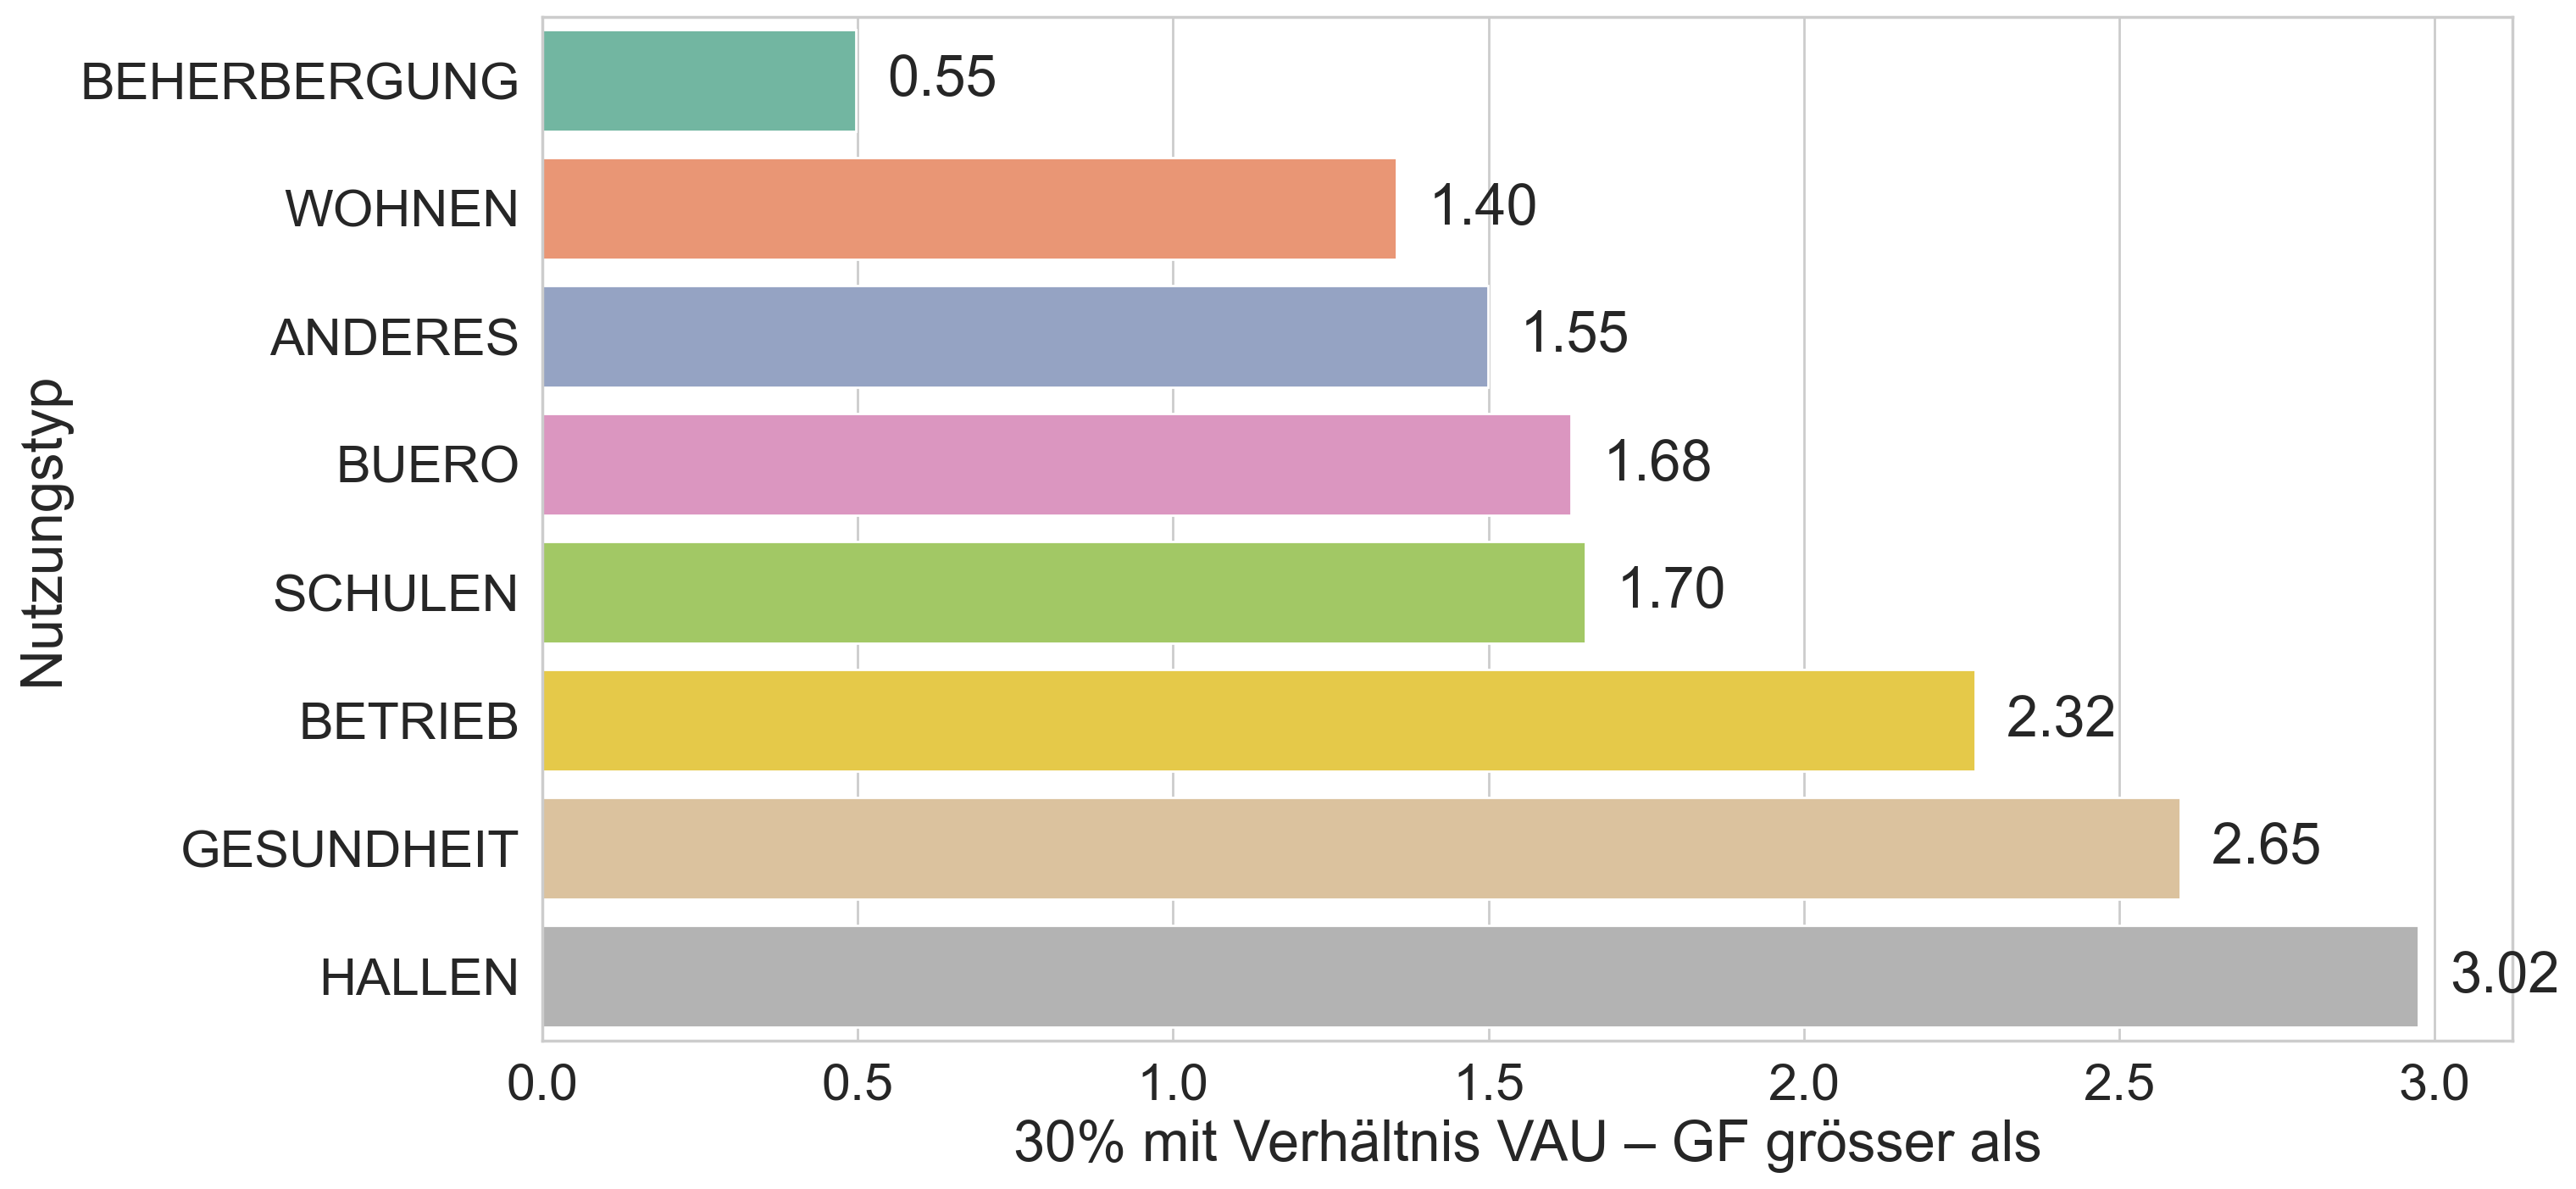 BEHERBERGUNG 0.55
WOHNEN 1.40
ANDERES 1.55
BUERO 1.68
SCHULEN 1.70
BETRIEB 2.32
GESUNDHEIT 2.65
HALLEN 3.02
Nutzungstyp
0.0 0.5 1.0 1.5 2.0 2.5 3.0
30% mit Verhältnis VAU – GF grösser als